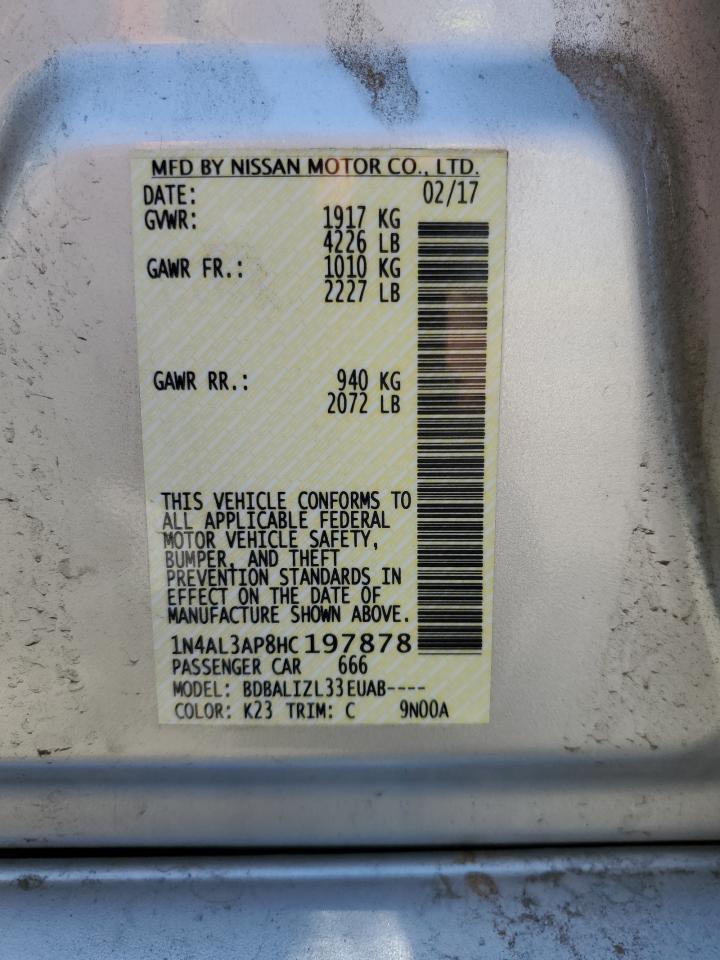 MFD BY NISSAN MOTOR CO., LTD.
DATE: 02/17
GVWR: 1917 KG
4226 LB
GAWR FR.: 1010 KG
2227 LB
GAWR RR.: 940 KG
2072 LB
THIS VEHICLE CONFORMS TO
ALL APPLICABLE FEDERAL
MOTOR VEHICLE SAFETY,
BUMPER, AND THEFT
PREVENTION STANDARDS IN
EFFECT ON THE DATE OF
MANUFACTURE SHOWN ABOVE.
1N4AL3AP8HC197878
PASSENGER CAR 666
MODEL: BDBALIZL33EUAB----
COLOR: K23 TRIM: C 9N00A